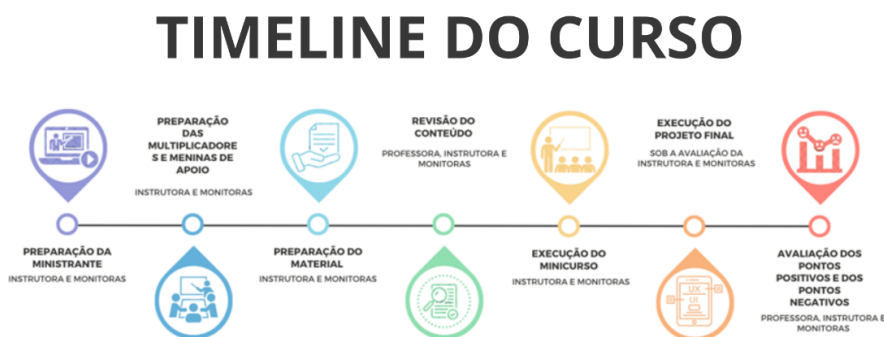 TIMELINE DO CURSO
PREPARAÇÃO DA
MINISTRANTE
INSTRUTORA E MONITORAS
PREPARAÇÃO
DAS
MULTIPLICADORE
S E MENINAS DE
APOIO
INSTRUTORA E MONITORAS
PREPARAÇÃO DO
MATERIAL
INSTRUTORA E MONITORAS
REVISÃO DO
CONTEÚDO
PROFESSORA, INSTRUTORA E
MONITORAS
EXECUÇÃO DO
MINICURSO
INSTRUTORA E MONITORAS
EXECUÇÃO DO
PROJETO FINAL
SOB A AVALIAÇÃO DA
INSTRUTORA E MONITORAS
UX
UI
AVALIAÇÃO DOS
PONTOS
POSITIVOS E DOS
PONTOS
NEGATIVOS
PROFESSORA, INSTRUTORA E
MONITORAS